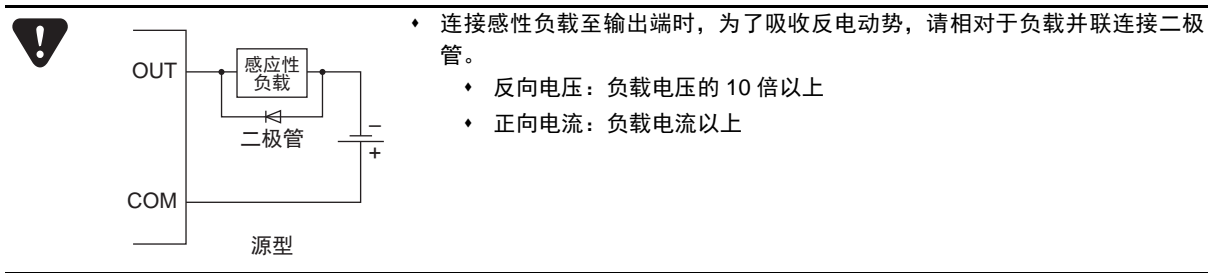 OUT
感应性
负载
二极管
−
+
COM
源型
♦ 连接感性负载至输出端时，为了吸收反电动势，请相对于负载并联连接二极
管。
♦ 反向电压：负载电压的 10 倍以上
♦ 正向电流：负载电流以上